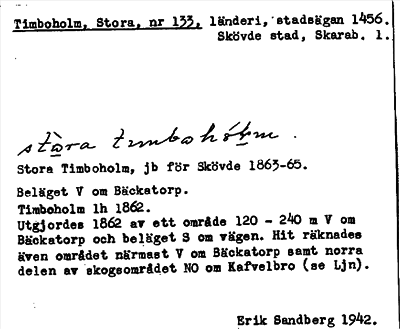 Timboholm, Stora, nr 133, länderi, stadsägan 1456.
Skövde stad, Skarab. l.
stòra timbohólm.
Stora Timboholm, jb för Skövde 1863-65.
Beläget V om Bäckatorp.
Timboholm lh 1862.
Utgjordes 1862 av ett område 120 - 240 m V om
Bäckatorp och beläget S om vägen. Hit räknades
även området närmast V om Bäckatorp samt norra
delen av skogsområdet NO om Kafvelbro (se Ljn).
Erik Sandberg 1942.